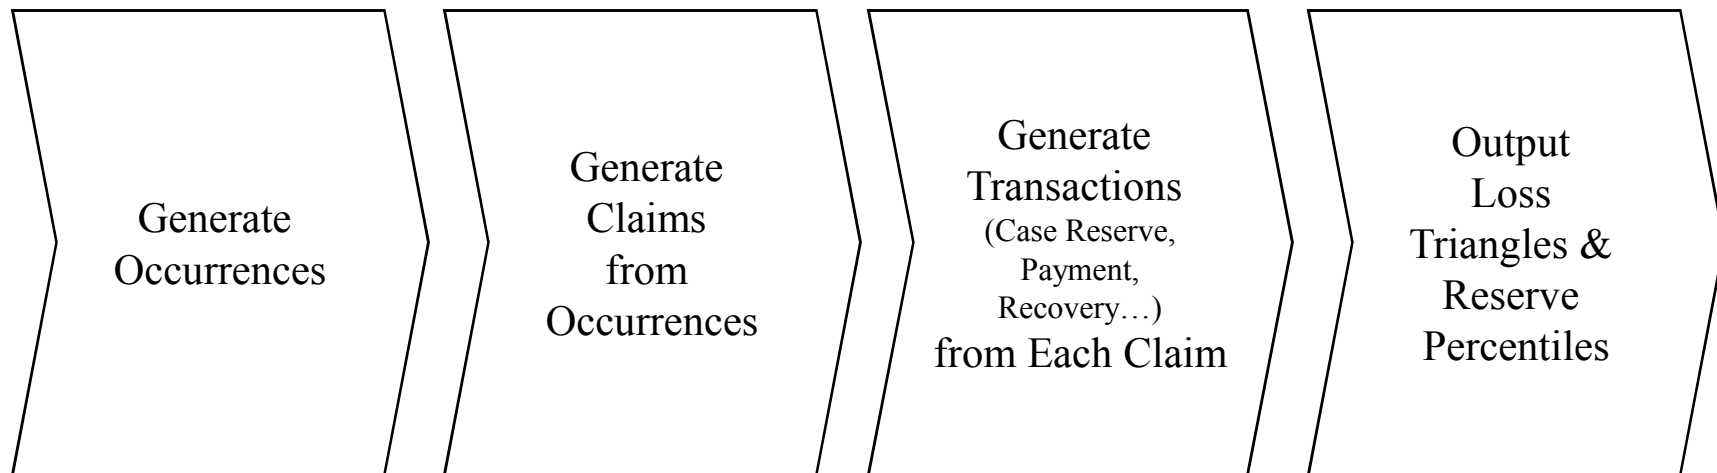 Generate
Occurrences
Generate
Claims
from
Occurrences
Generate
Transactions
(Case Reserve,
Payment,
Recovery…)
from Each Claim
Output
Loss
Triangles &
Reserve
Percentiles